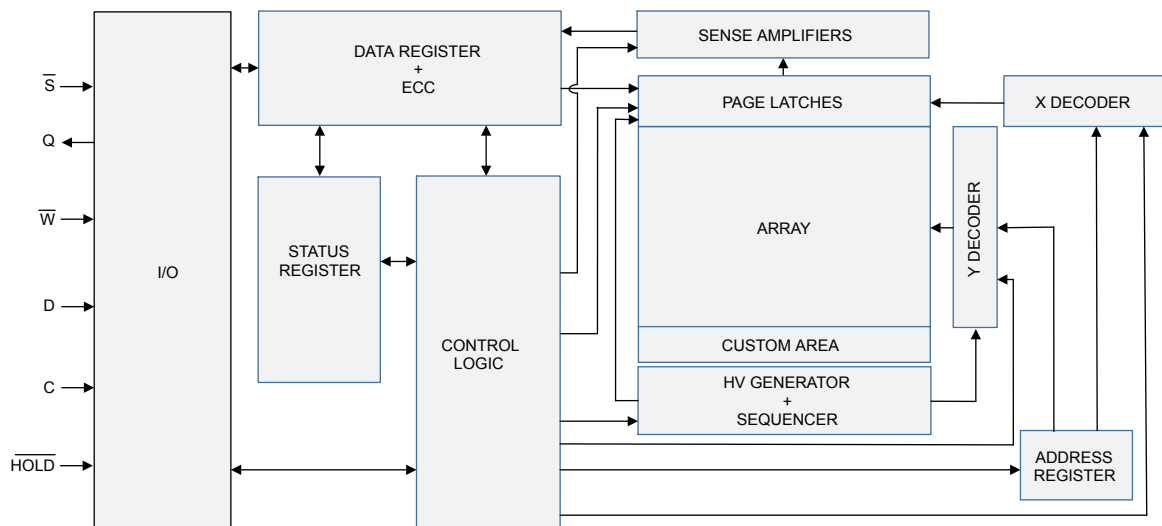 S̅
Q
W̅
D
C
H̅O̅L̅D̅
I/O
DATA REGISTER
+
ECC
STATUS
REGISTER
CONTROL
LOGIC
SENSE AMPLIFIERS
PAGE LATCHES
ARRAY
CUSTOM AREA
HV GENERATOR
+
SEQUENCER
Y DECODER
X DECODER
ADDRESS
REGISTER